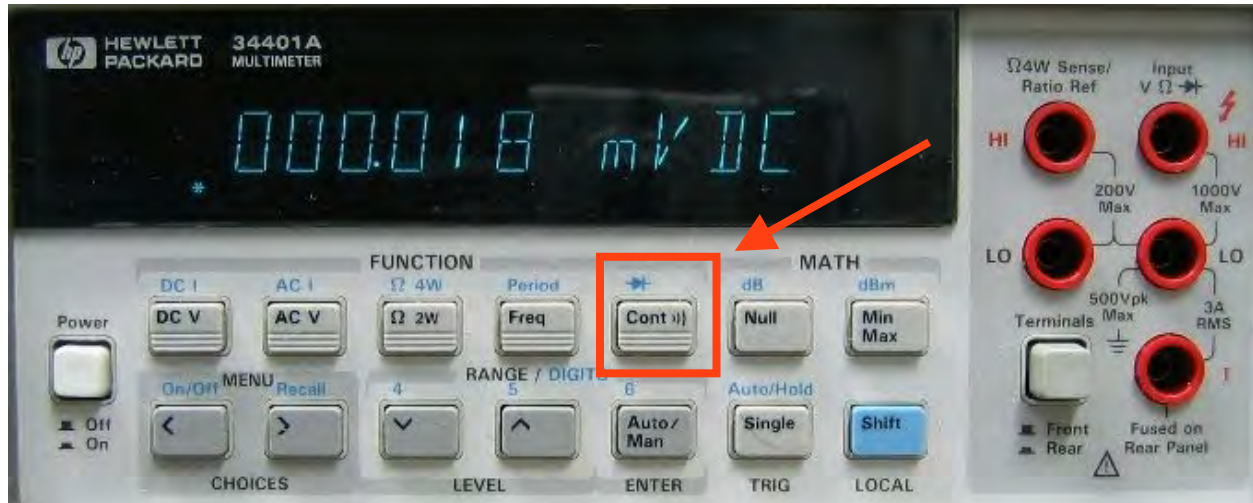 hp HEWLETT PACKARD
34401A
MULTIMETER
000.018 mV DC
*
Ω4W Sense/
Ratio Ref
Input
V Ω
HI
HI
200V
Max
1000V
Max
LO
LO
500Vpk
Max
3A
RMS
Terminals
I
Front
Rear
Fused on
Rear Panel
FUNCTION
MATH
DC I
AC I
Ω 4W
Period
dB
dBm
Power
DC V
AC V
Ω 2W
Freq
Cont
Null
Min
Max
Off
On
MENU
RANGE / DIGITS
On/Off
Recall
4
5
6
Auto/Hold
<
>
Auto/
Man
Single
Shift
CHOICES
LEVEL
ENTER
TRIG
LOCAL